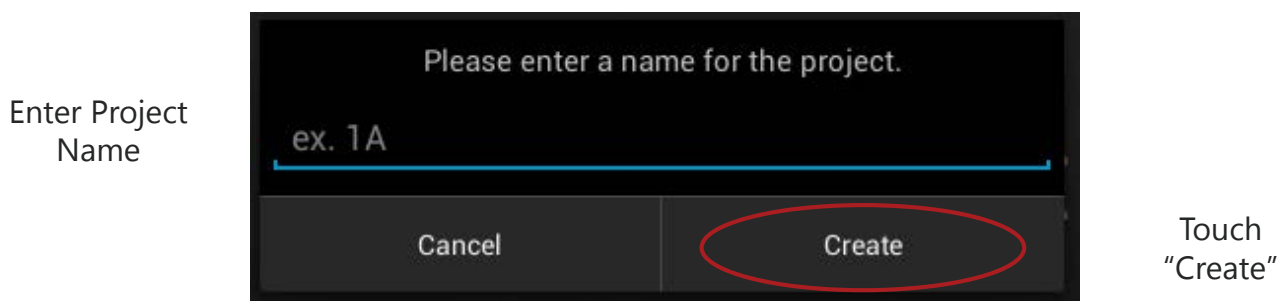 Please enter a name for the project.
Enter Project
Name
ex. 1A
Cancel
Create
Touch
“Create”